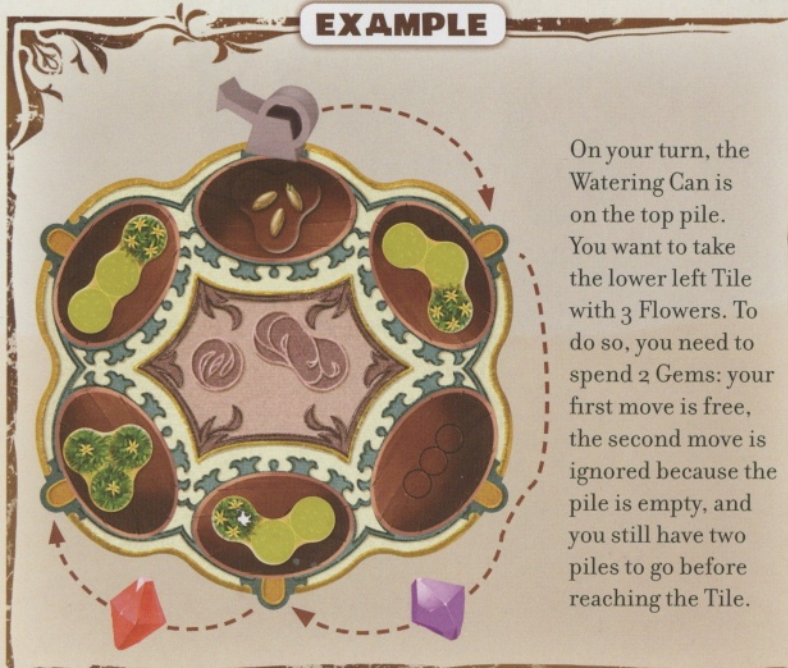 EXAMPLE
On your turn, the
Watering Can is
on the top pile.
You want to take
the lower left Tile
with 3 Flowers. To
do so, you need to
spend 2 Gems: your
first move is free,
the second move is
ignored because the
pile is empty, and
you still have two
piles to go before
reaching the Tile.